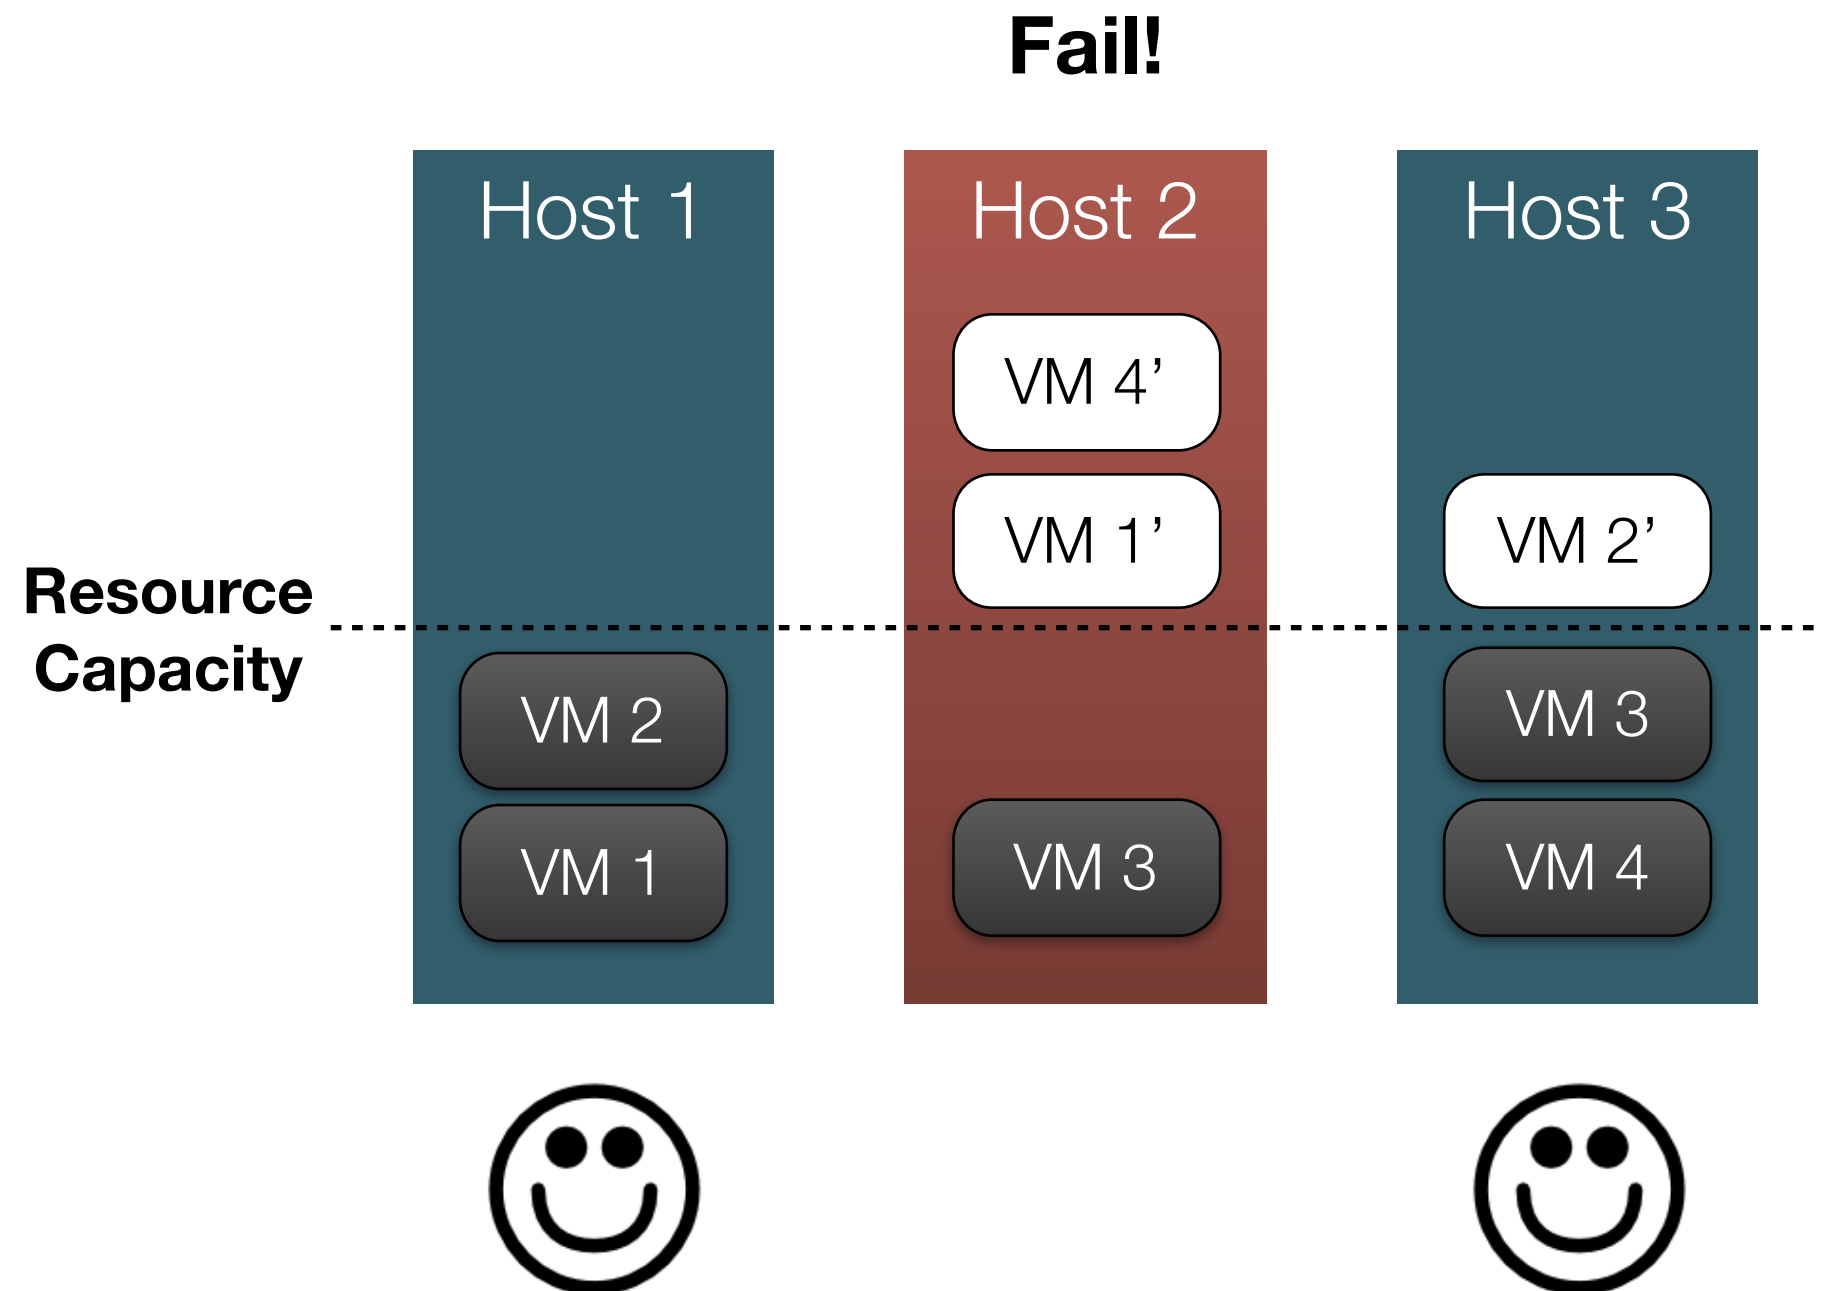 Fail!
Host 1
Host 2
Host 3
VM 4’
VM 1’
VM 2’
Resource
Capacity
VM 2
VM 3
VM 1
VM 3
VM 4